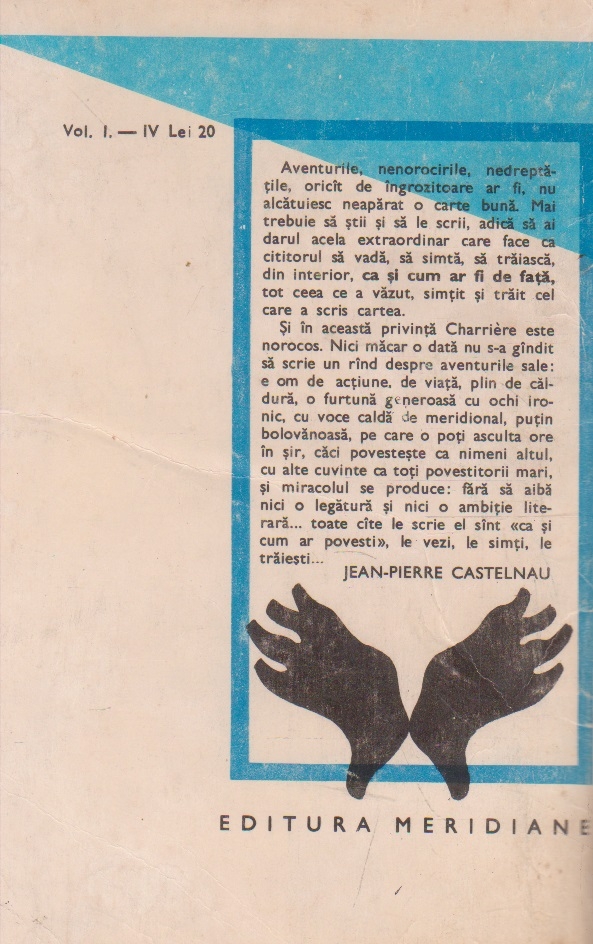 Vol. I. — IV Lei 20
Aventurile, nenorocirile, nedreptă-
țile, oricît de îngrozitoare ar fi, nu
alcătuiesc neapărat o carte bună. Mai
trebuie să știi și să le scrii, adică să ai
darul acela extraordinar care face ca
cititorul să vadă, să simtă, să trăiască,
din interior, ca și cum ar fi de față,
tot ceea ce a văzut, simțit și trăit cel
care a scris cartea.
Și în această privință Charrière este
norocos. Nici măcar o dată nu s-a gîndit
să scrie un rînd despre aventurile sale:
e om de acțiune, de viață, plin de căl-
dură, o furtună generoasă cu ochi iro-
nic, cu voce caldă de meridional, puțin
bolovănoasă, pe care o poți asculta ore
în șir, căci povestește ca nimeni altul,
cu alte cuvinte ca toți povestitorii mari,
și miracolul se produce: fără să aibă
nici o legătură și nici o ambiție lite-
rară... toate cîte le scrie el sînt «ca și
cum ar povesti», le vezi, le simți, le
trăiești...
JEAN-PIERRE CASTELNAU
EDITURA MERIDIANE